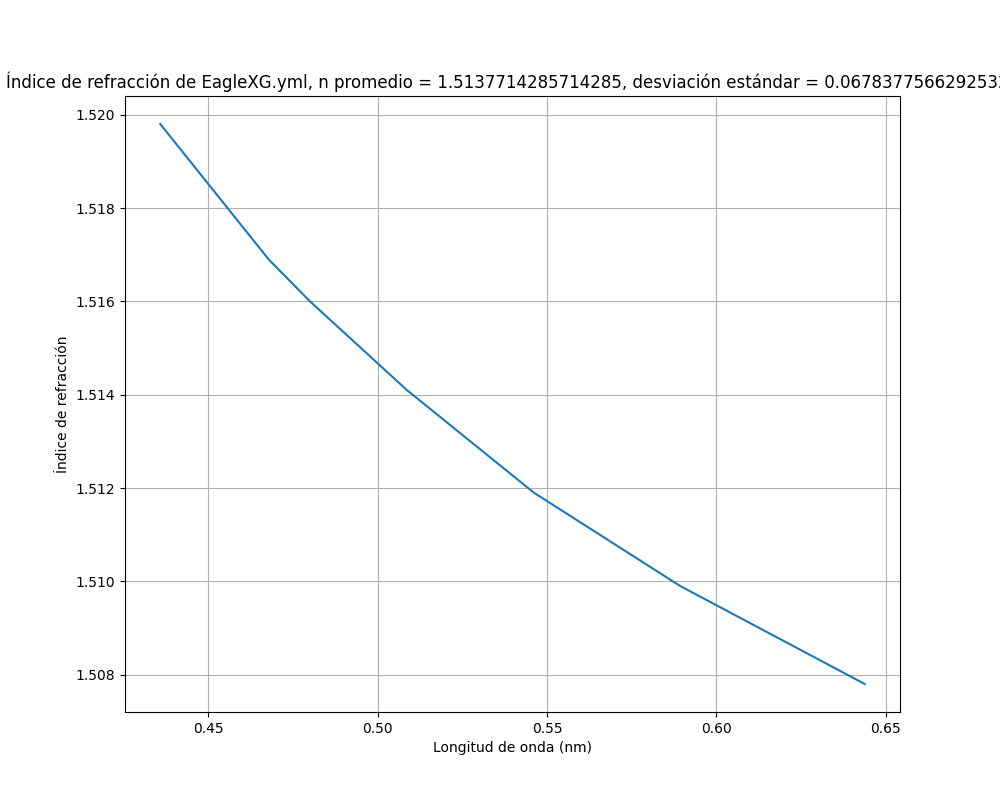 Índice de refracción de EagleXG.yml, n promedio = 1.5137714285714285, desviación estándar = 0.067837756629253
1.520
1.518
1.516
1.514
1.512
1.510
1.508
Índice de refracción
0.45 0.50 0.55 0.60 0.65
Longitud de onda (nm)